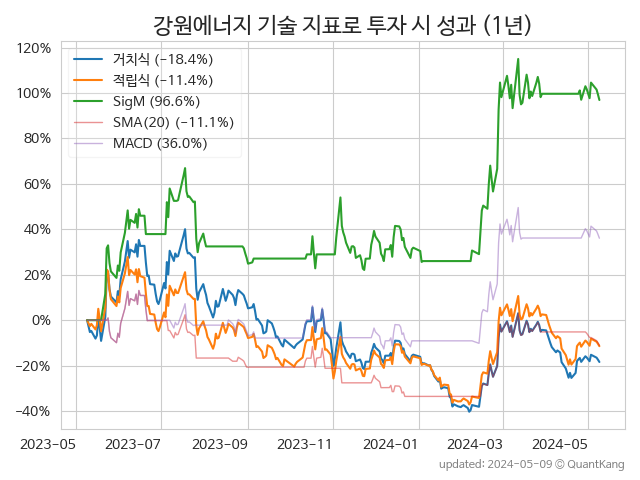 강원에너지 기술 지표로 투자 시 성과 (1년)
거치식 (−18.4%)
적립식 (−11.4%)
SigM (96.6%)
SMA(20) (−11.1%)
MACD (36.0%)
120%
100%
80%
60%
40%
20%
0%
−20%
−40%
2023-05
2023-07
2023-09
2023-11
2024-01
2024-03
2024-05
updated: 2024-05-09 © QuantKang